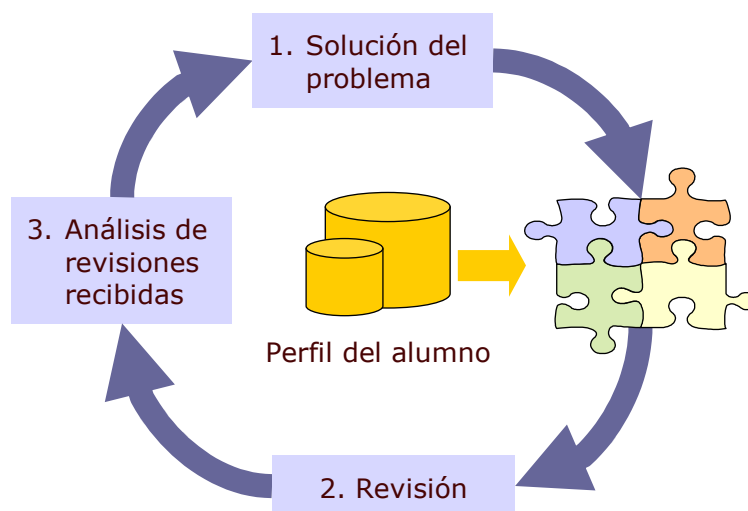 1. Solución del
problema
3. Análisis de
revisiones
recibidas
Perfil del alumno
2. Revisión